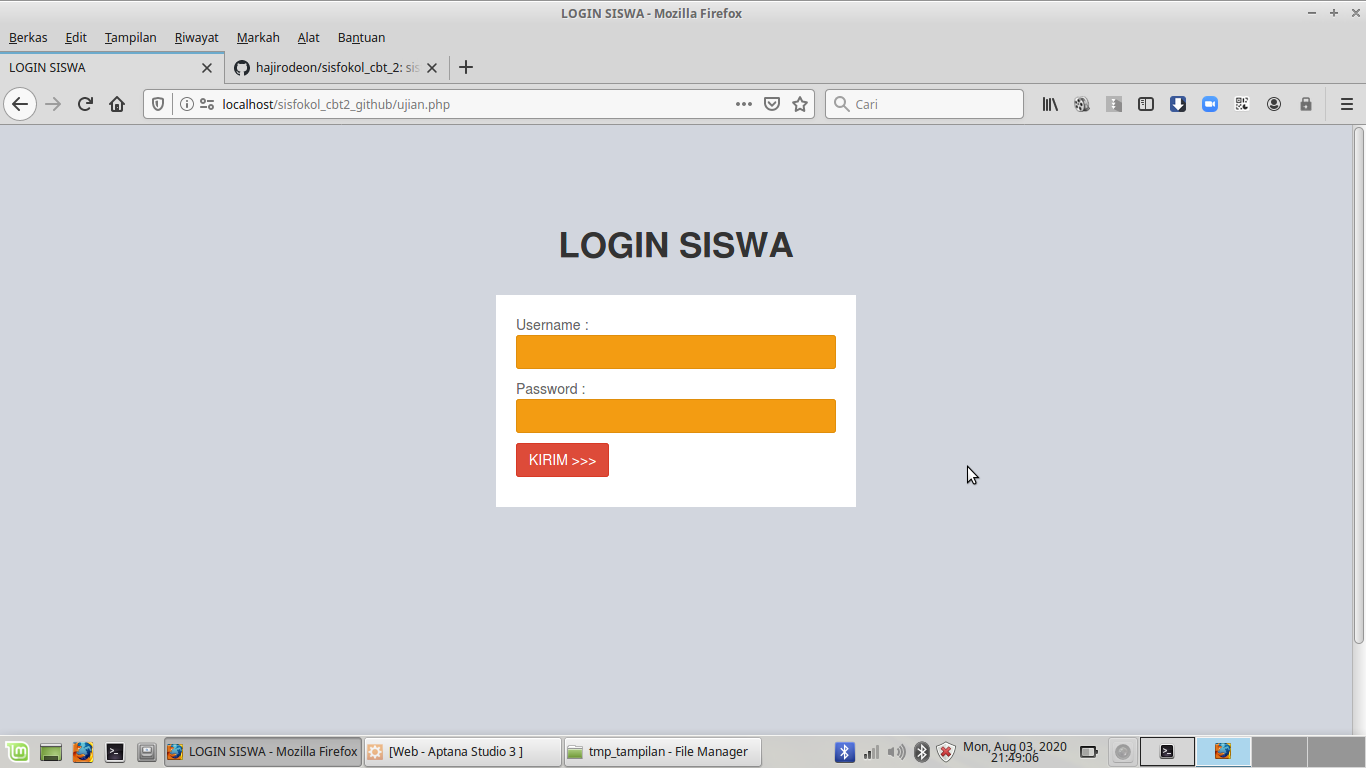 LOGIN SISWA - Mozilla Firefox
Berkas Edit Tampilan Riwayat Markah Alat Bantuan
LOGIN SISWA
hajirodeon/sisfokol_cbt_2: sis
localhost/sisfokol_cbt2_github/ujian.php
Cari
LOGIN SISWA
Username :
Password :
KIRIM >>>
LOGIN SISWA - Mozilla Firefox
[Web - Aptana Studio 3 ]
tmp_tampilan - File Manager
Mon, Aug 03, 2020
21:49:06